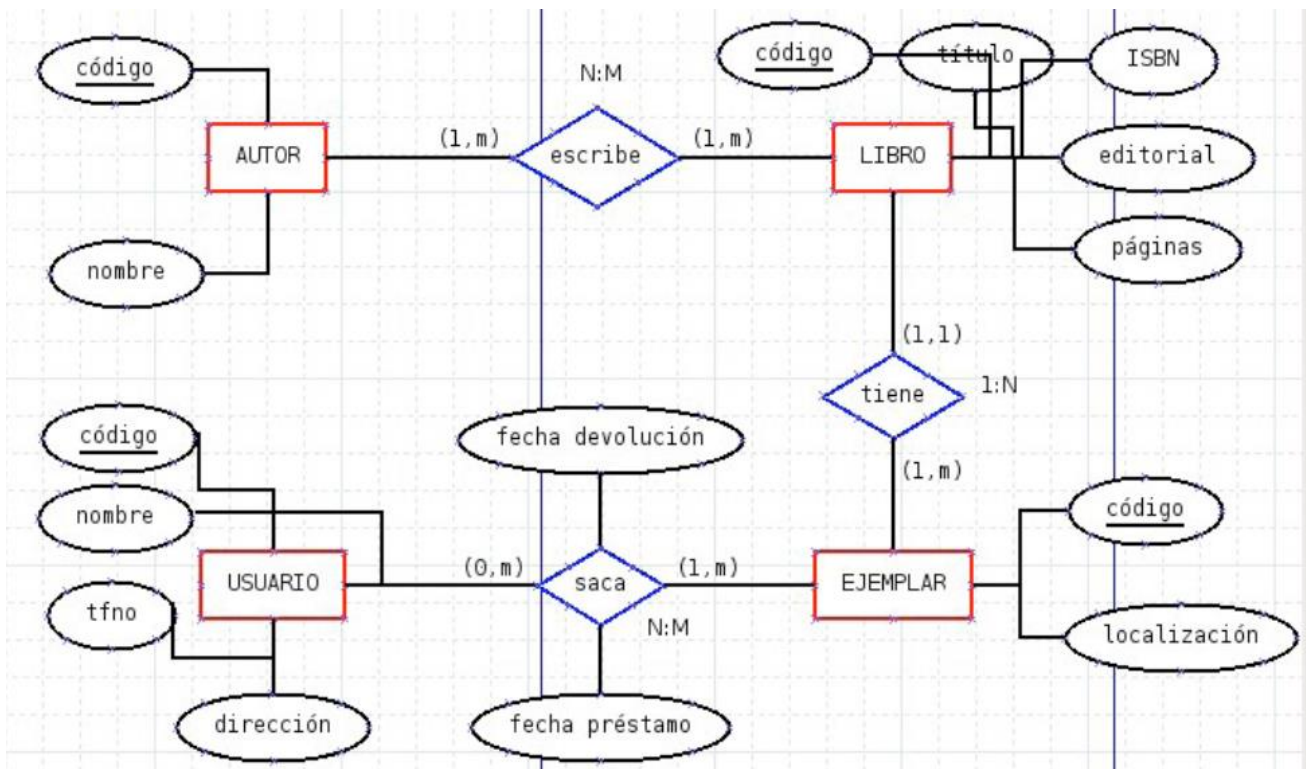 código
título
ISBN
N:M
AUTOR
(1,m)
escribe
(1,m)
LIBRO
editorial
nombre
páginas
(1,1)
tiene
1:N
código
fecha devolución
(1,m)
nombre
código
USUARIO
(0,m)
saca
(1,m)
EJEMPLAR
tfno
N:M
localización
dirección
fecha préstamo
código